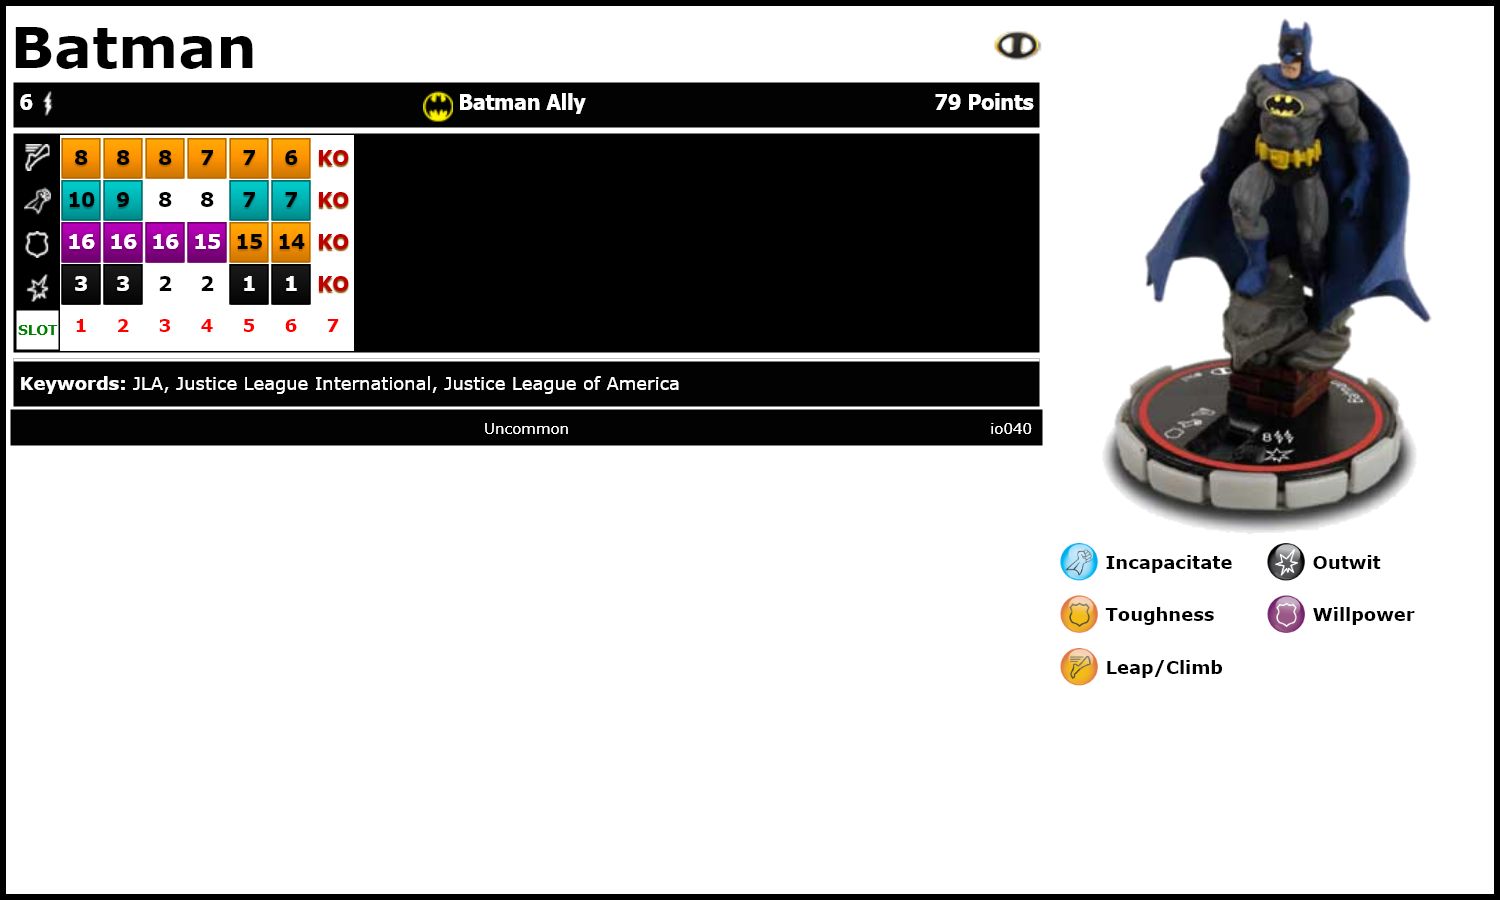 Batman
6 Batman Ally 79 Points
8 8 8 7 7 6 KO
10 9 8 8 7 7 KO
16 16 16 15 15 14 KO
3 3 2 2 1 1 KO
SLOT 1 2 3 4 5 6 7
Keywords: JLA, Justice League International, Justice League of America
Uncommon io040
Batman
8
Incapacitate Outwit
Toughness Willpower
Leap/Climb